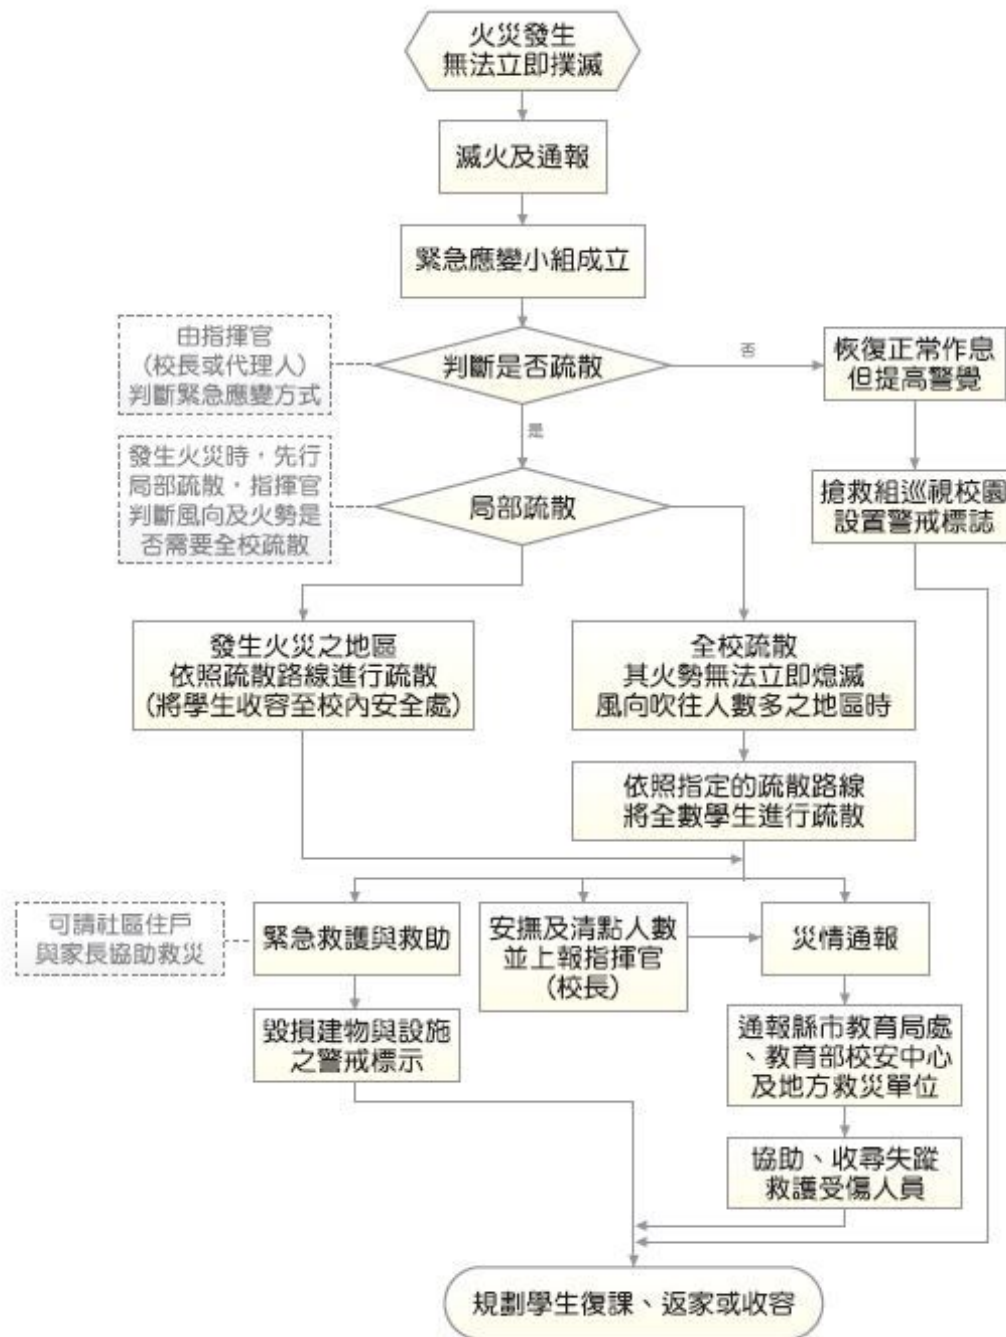 火災發生
無法立即撲滅
滅火及通報
緊急應變小組成立
由指揮官
(校長或代理人)
判斷緊急應變方式
判斷是否疏散
否
恢復正常作息
但提高警覺
是
發生火災時，先行
局部疏散，指揮官
判斷風向及火勢是
否需要全校疏散
局部疏散
搶救組巡視校園
設置警戒標誌
發生火災之地區
依照疏散路線進行疏散
(將學生收容至校內安全處)
全校疏散
其火勢無法立即熄滅
風向吹往人數多之地區時
依照指定的疏散路線
將全數學生進行疏散
可請社區住戶
與家長協助救災
緊急救護與救助
安撫及清點人數
並上報指揮官
(校長)
災情通報
毀損建物與設施
之警戒標示
通報縣市教育局處
、教育部校安中心
及地方救災單位
協助、收尋失蹤
救護受傷人員
規劃學生復課、返家或收容